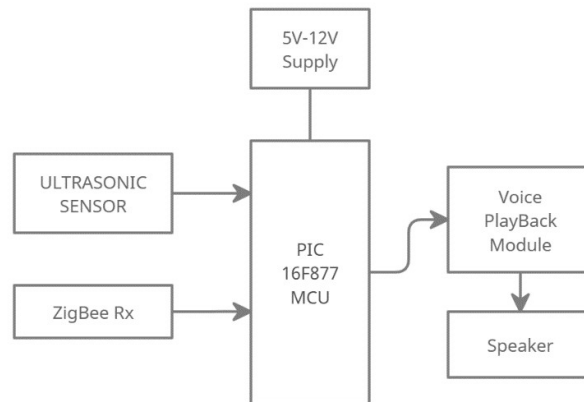 5V-12V
Supply
ULTRASONIC
SENSOR
ZigBee Rx
PIC
16F877
MCU
Voice
PlayBack
Module
Speaker